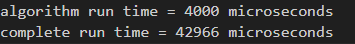 algorithm run time = 4000 microseconds
complete run time = 42966 microseconds